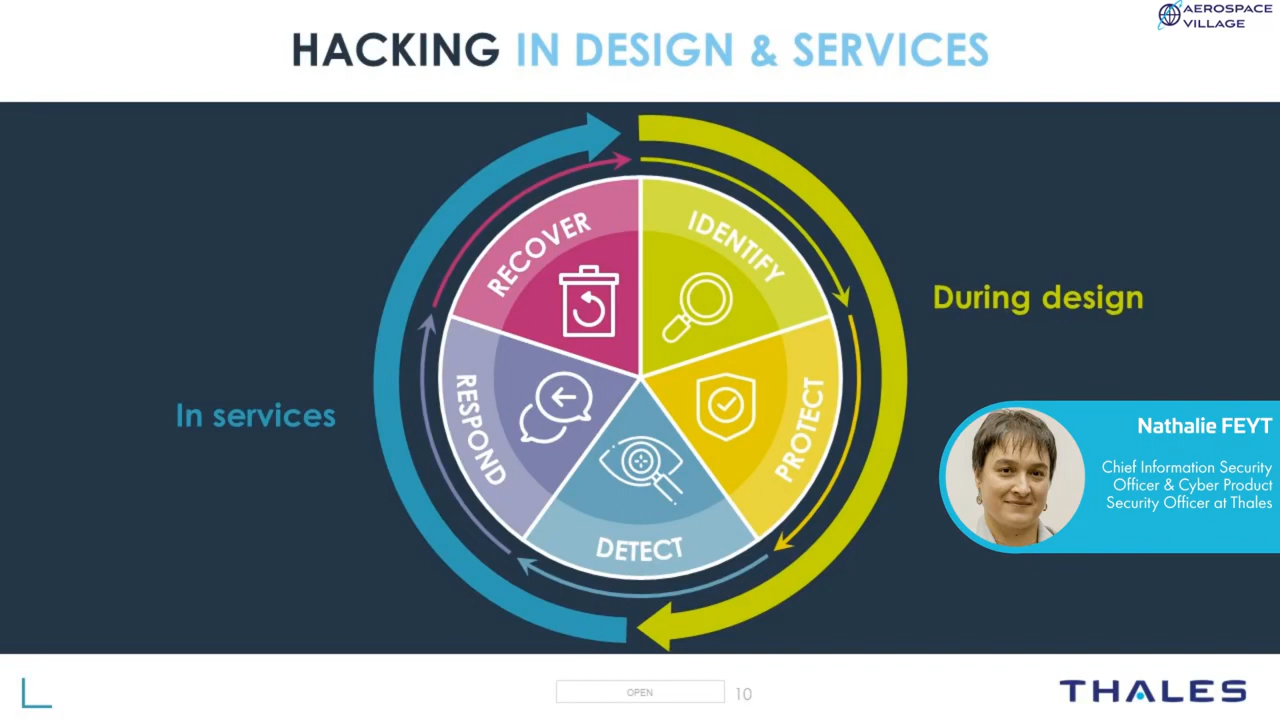 AEROSPACE
VILLAGE
HACKING IN DESIGN & SERVICES
RECOVER
IDENTIFY
During design
In services
RESPOND
PROTECT
DETECT
Nathalie FEYT
Chief Information Security
Officer & Cyber Product
Security Officer at Thales
OPEN
10
THALES